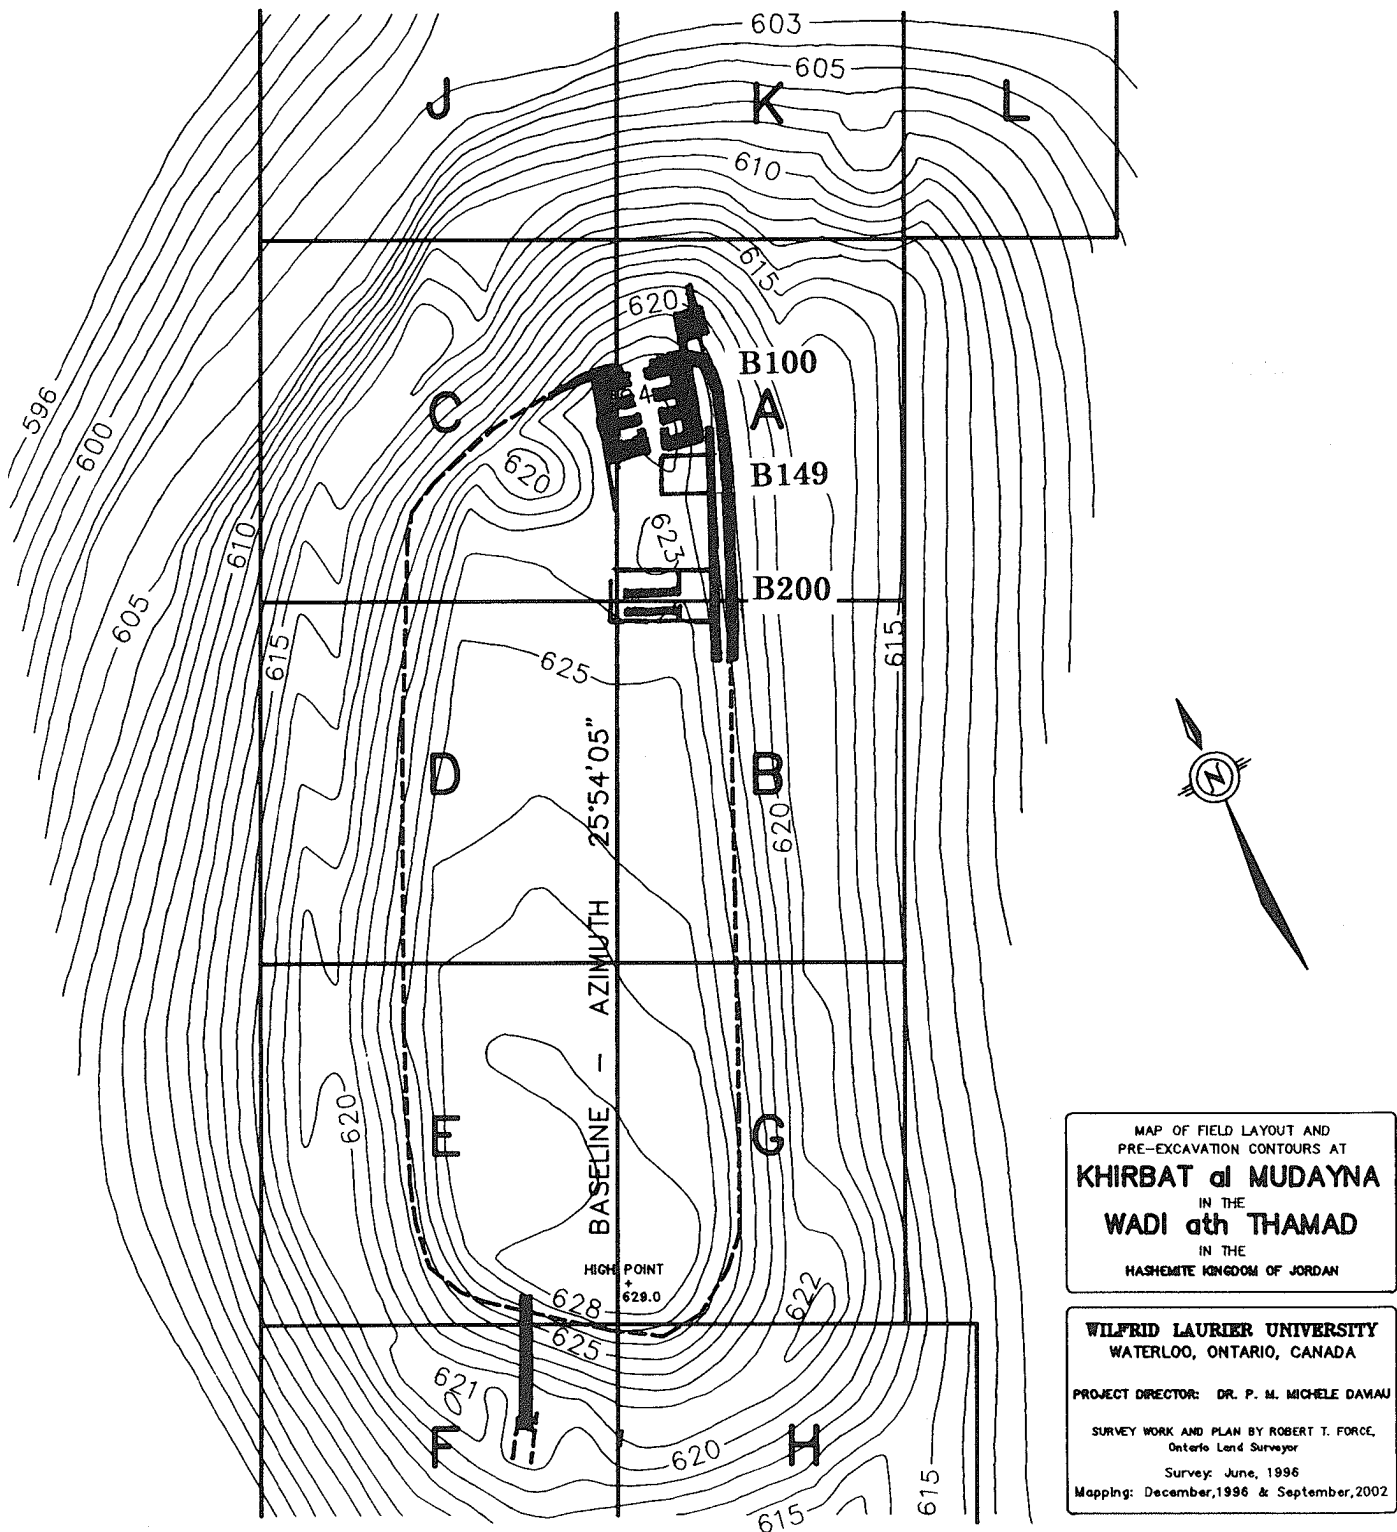 603
605
J
K
L
610
615
620
B100
596
C
24
A
600
620
B149
610
623
B200
605
615
625
615
D
B
620
BASELINE – AZIMUTH 25°54'05"
N
620
E
G
MAP OF FIELD LAYOUT AND
PRE-EXCAVATION CONTOURS AT
KHIRBAT al MUDAYNA
IN THE
WADI ath THAMAD
IN THE
HASHEMITE KINGDOM OF JORDAN
HIGH POINT
+
629.0
628
622
625
621
F
620
H
615
615
WILFRID LAURIER UNIVERSITY
WATERLOO, ONTARIO, CANADA
PROJECT DIRECTOR: DR. P. M. MICHELE DAVIAU
SURVEY WORK AND PLAN BY ROBERT T. FORCE,
Ontario Land Surveyor
Survey: June, 1996
Mapping: December,1996 & September,2002